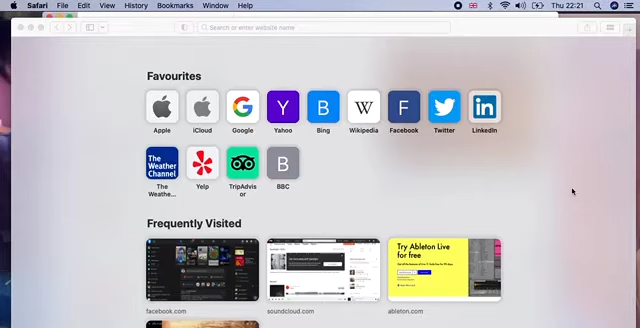 Safari File Edit View History Bookmarks Window Help Thu 22:21
Search or enter website name
Favourites
Y B W F in
Apple iCloud Google Yahoo Bing Wikipedia Facebook Twitter LinkedIn
The Weather Channel B
The Weathe... Yelp TripAdvisor BBC
Frequently Visited
Try Ableton Live for free
facebook.com soundcloud.com ableton.com